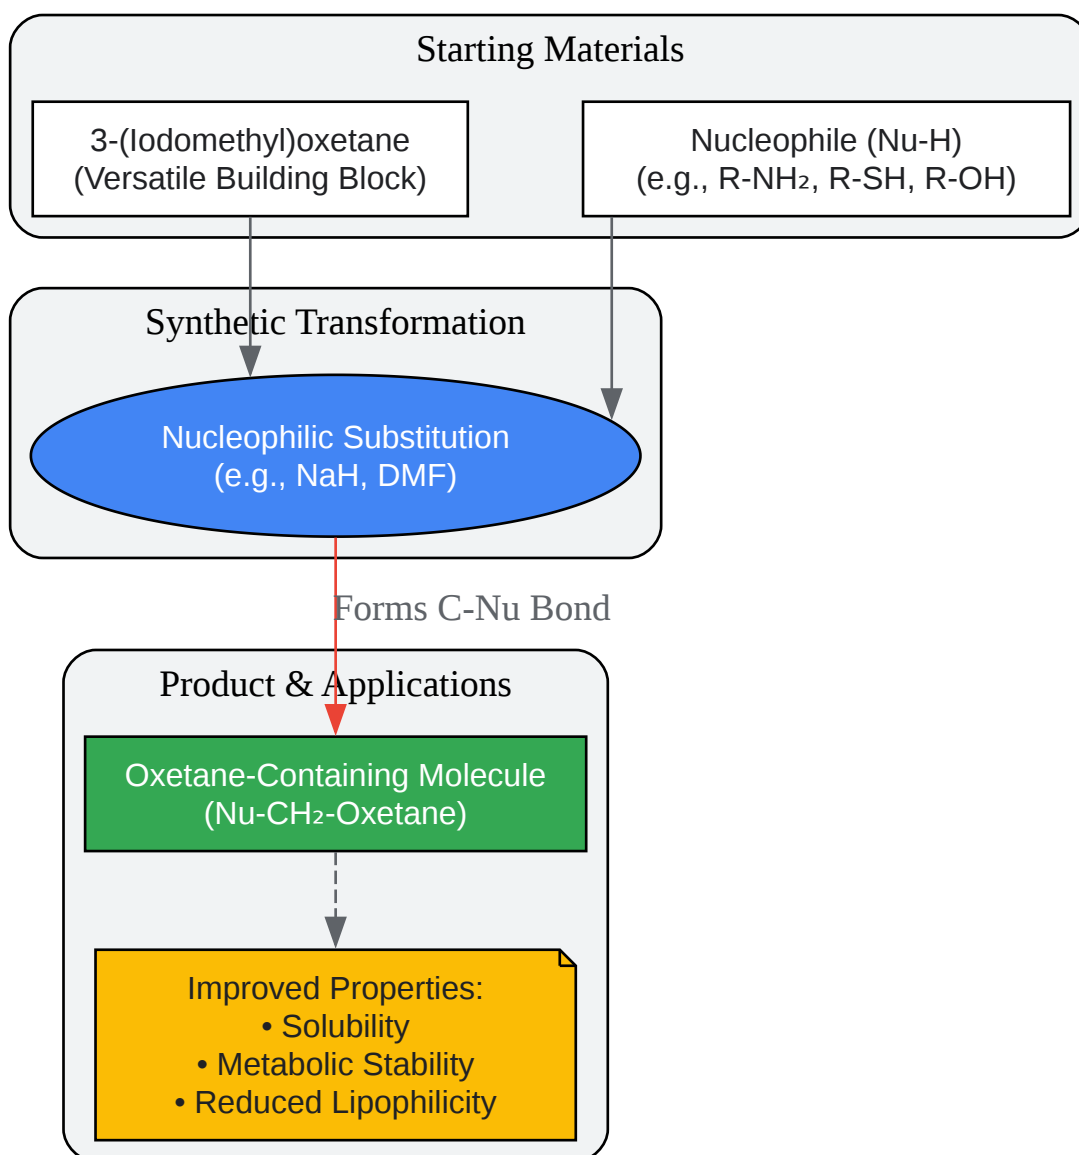 Starting Materials
3-(Iodomethyl)oxetane
(Versatile Building Block)
Nucleophile (Nu-H)
(e.g., R-NH₂, R-SH, R-OH)
Synthetic Transformation
Nucleophilic Substitution
(e.g., NaH, DMF)
Forms C-Nu Bond
Product & Applications
Oxetane-Containing Molecule
(Nu-CH₂-Oxetane)
Improved Properties:
• Solubility
• Metabolic Stability
• Reduced Lipophilicity